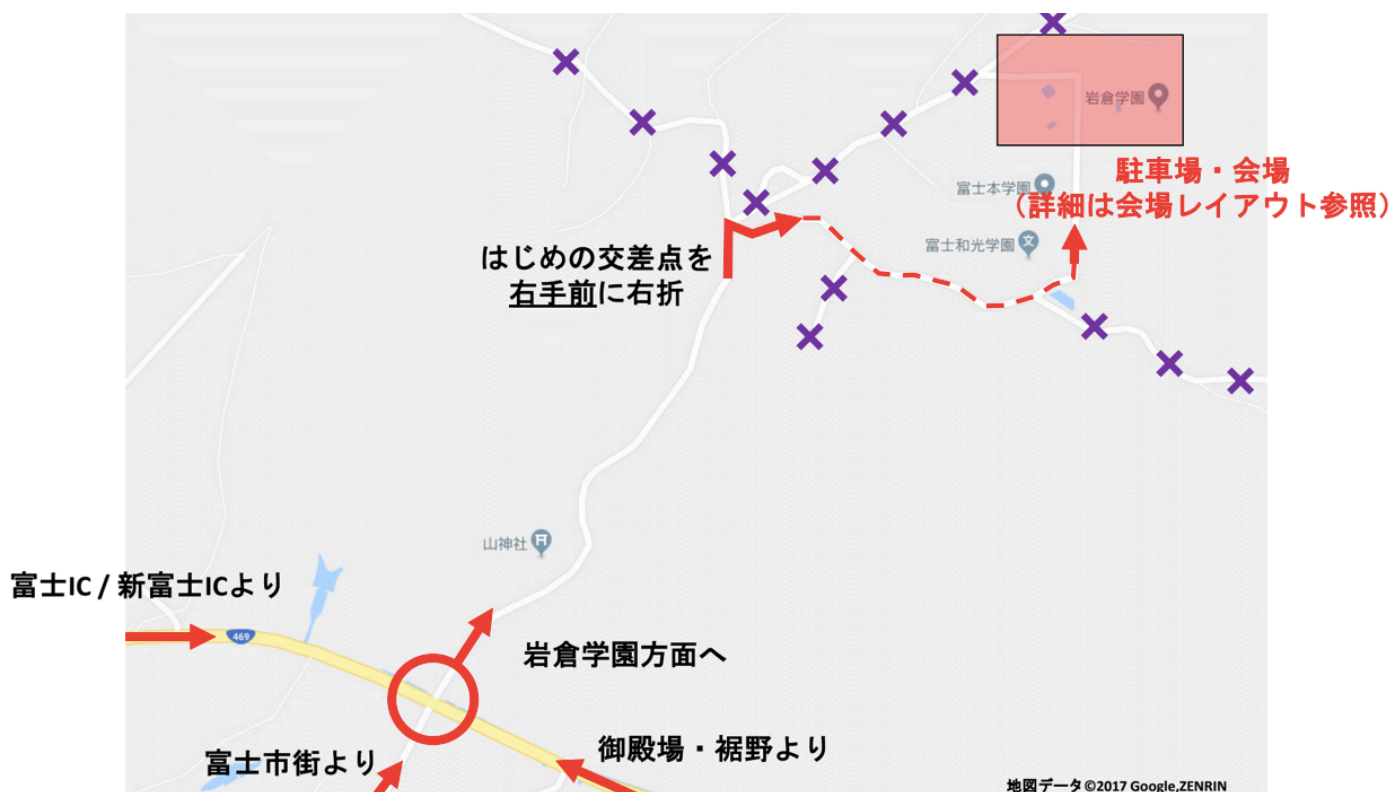 岩倉学園
駐車場・会場
(詳細は会場レイアウト参照)
富士本学園
富士和光学園
文
はじめの交差点を
右手前に右折
山神社
富士IC / 新富士ICより
469
岩倉学園方面へ
富士市街より
御殿場・裾野より
地図データ©2017 Google,ZENRIN